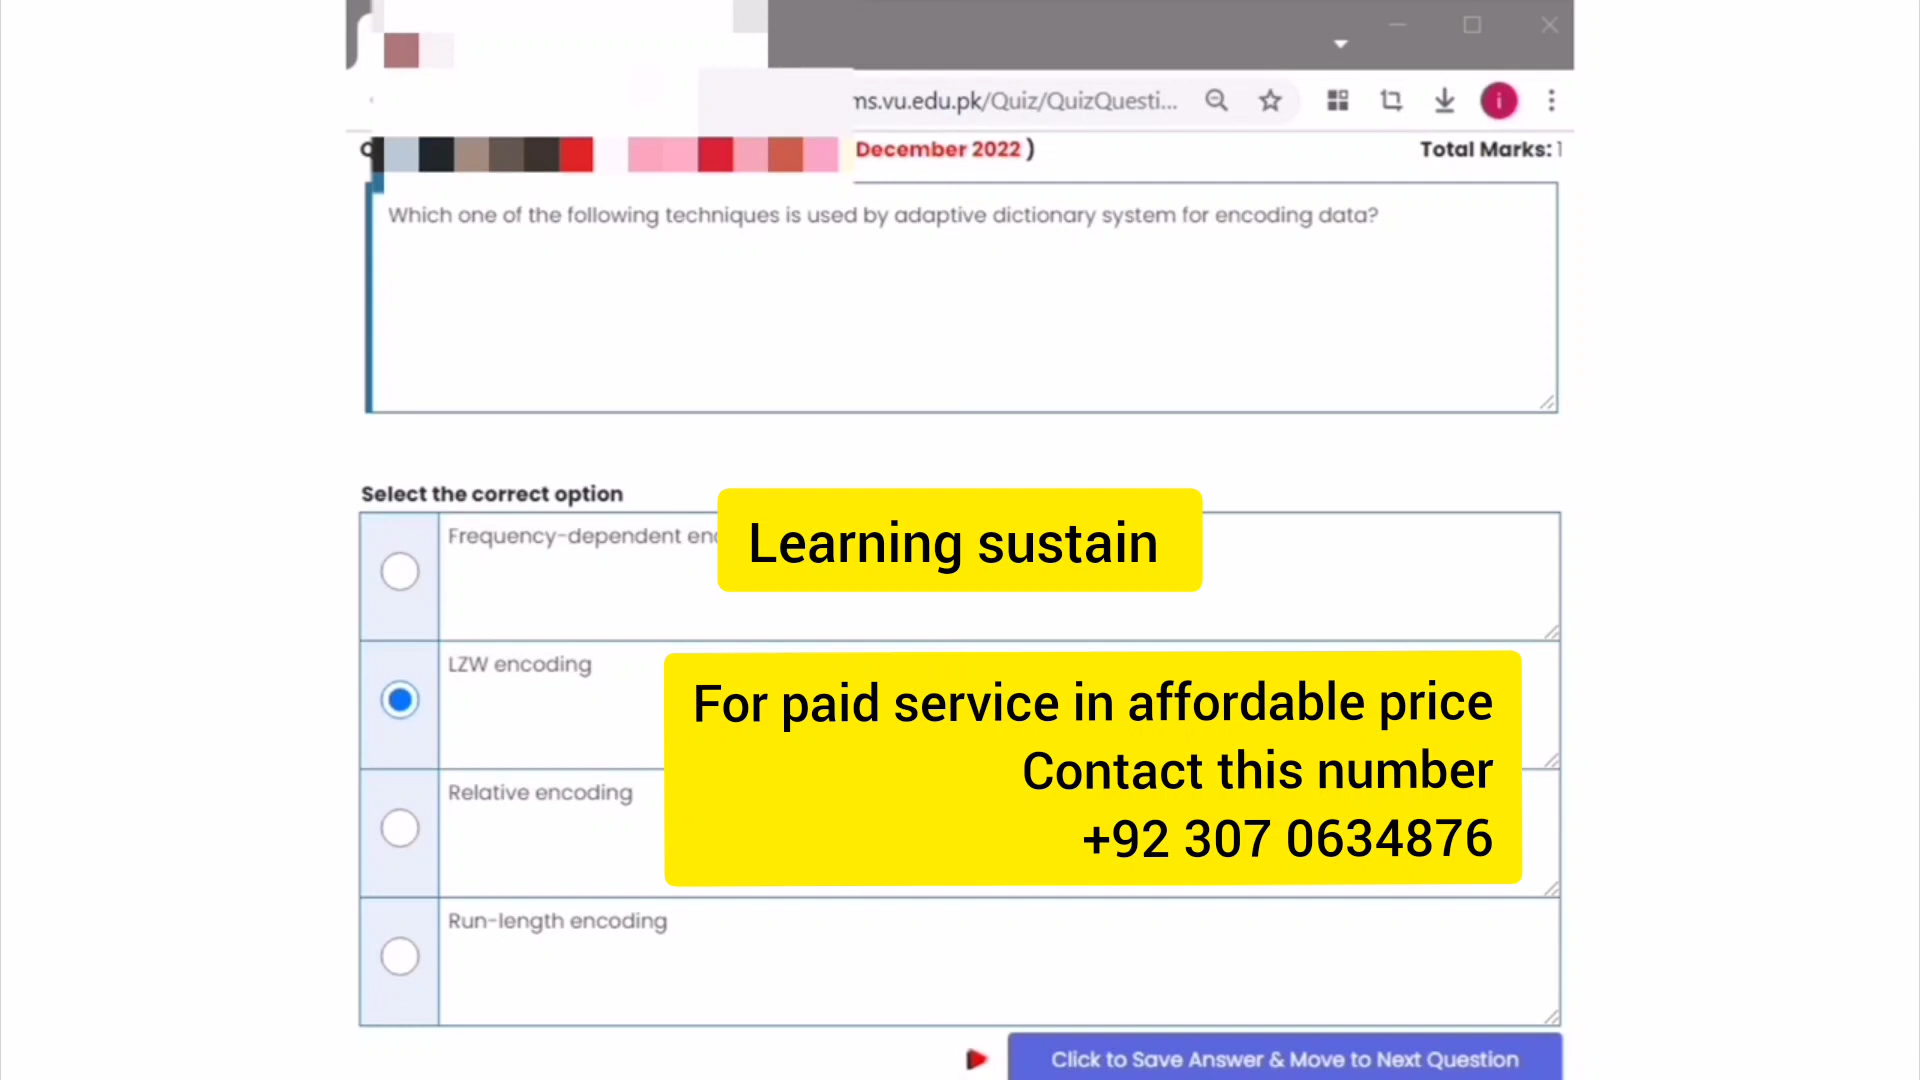 ms.vu.edu.pk/Quiz/QuizQuesti...
i
December 2022 )
Total Marks: 1
Which one of the following techniques is used by adaptive dictionary system for encoding data?
Select the correct option
Frequency-dependent
Learning sustain
LZW encoding
For paid service in affordable price
Contact this number
+92 307 0634876
Relative encoding
Run-length encoding
Click to Save Answer & Move to Next Question